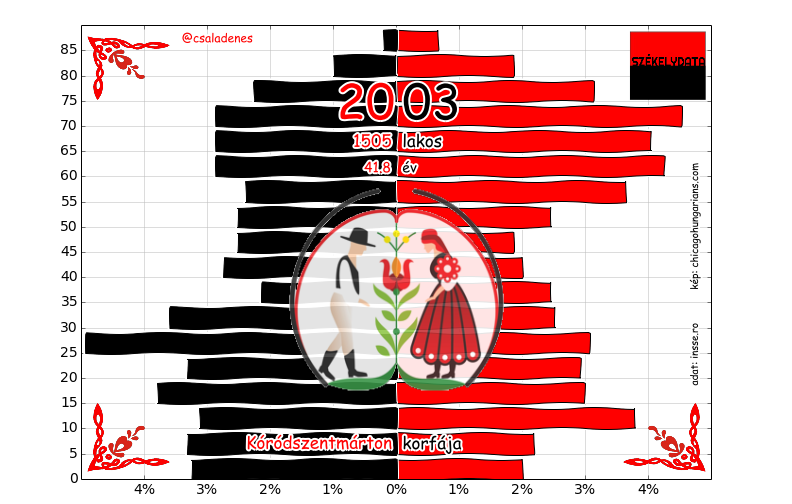 @csaladenes
SZÉKELYDATA
2003
1505 lakos
41.8 év
kép: chicagohungarians.com
adat: insse.ro
Kóródszentmárton korfája
85
80
75
70
65
60
55
50
45
40
35
30
25
20
15
10
5
0
4% 3% 2% 1% 0% 1% 2% 3% 4%